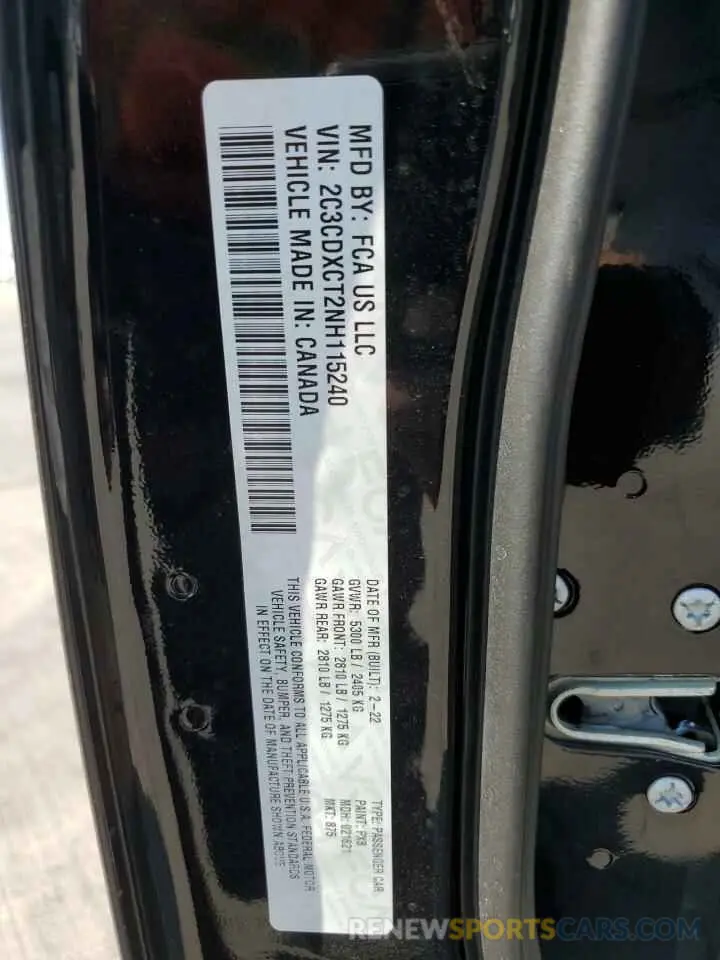 MFD BY: FCA US LLC
VIN: 2C3CDXCT2NH115240
VEHICLE MADE IN: CANADA
DATE OF MFR (BUILT): 2-22
GVWR: 5300 LB / 2405 KG
GAWR FRONT: 2810 LB / 1275 KG
GAWR REAR: 2810 LB / 1275 KG
TYPE: PASSENGER CAR
PAINT: PX8
MDH: 021621
MKT: 875
THIS VEHICLE CONFORMS TO ALL APPLICABLE U.S.A. FEDERAL MOTOR
VEHICLE SAFETY, BUMPER, AND THEFT PREVENTION STANDARDS
IN EFFECT ON THE DATE OF MANUFACTURE SHOWN ABOVE
RENEWSPORTSCARS.COM